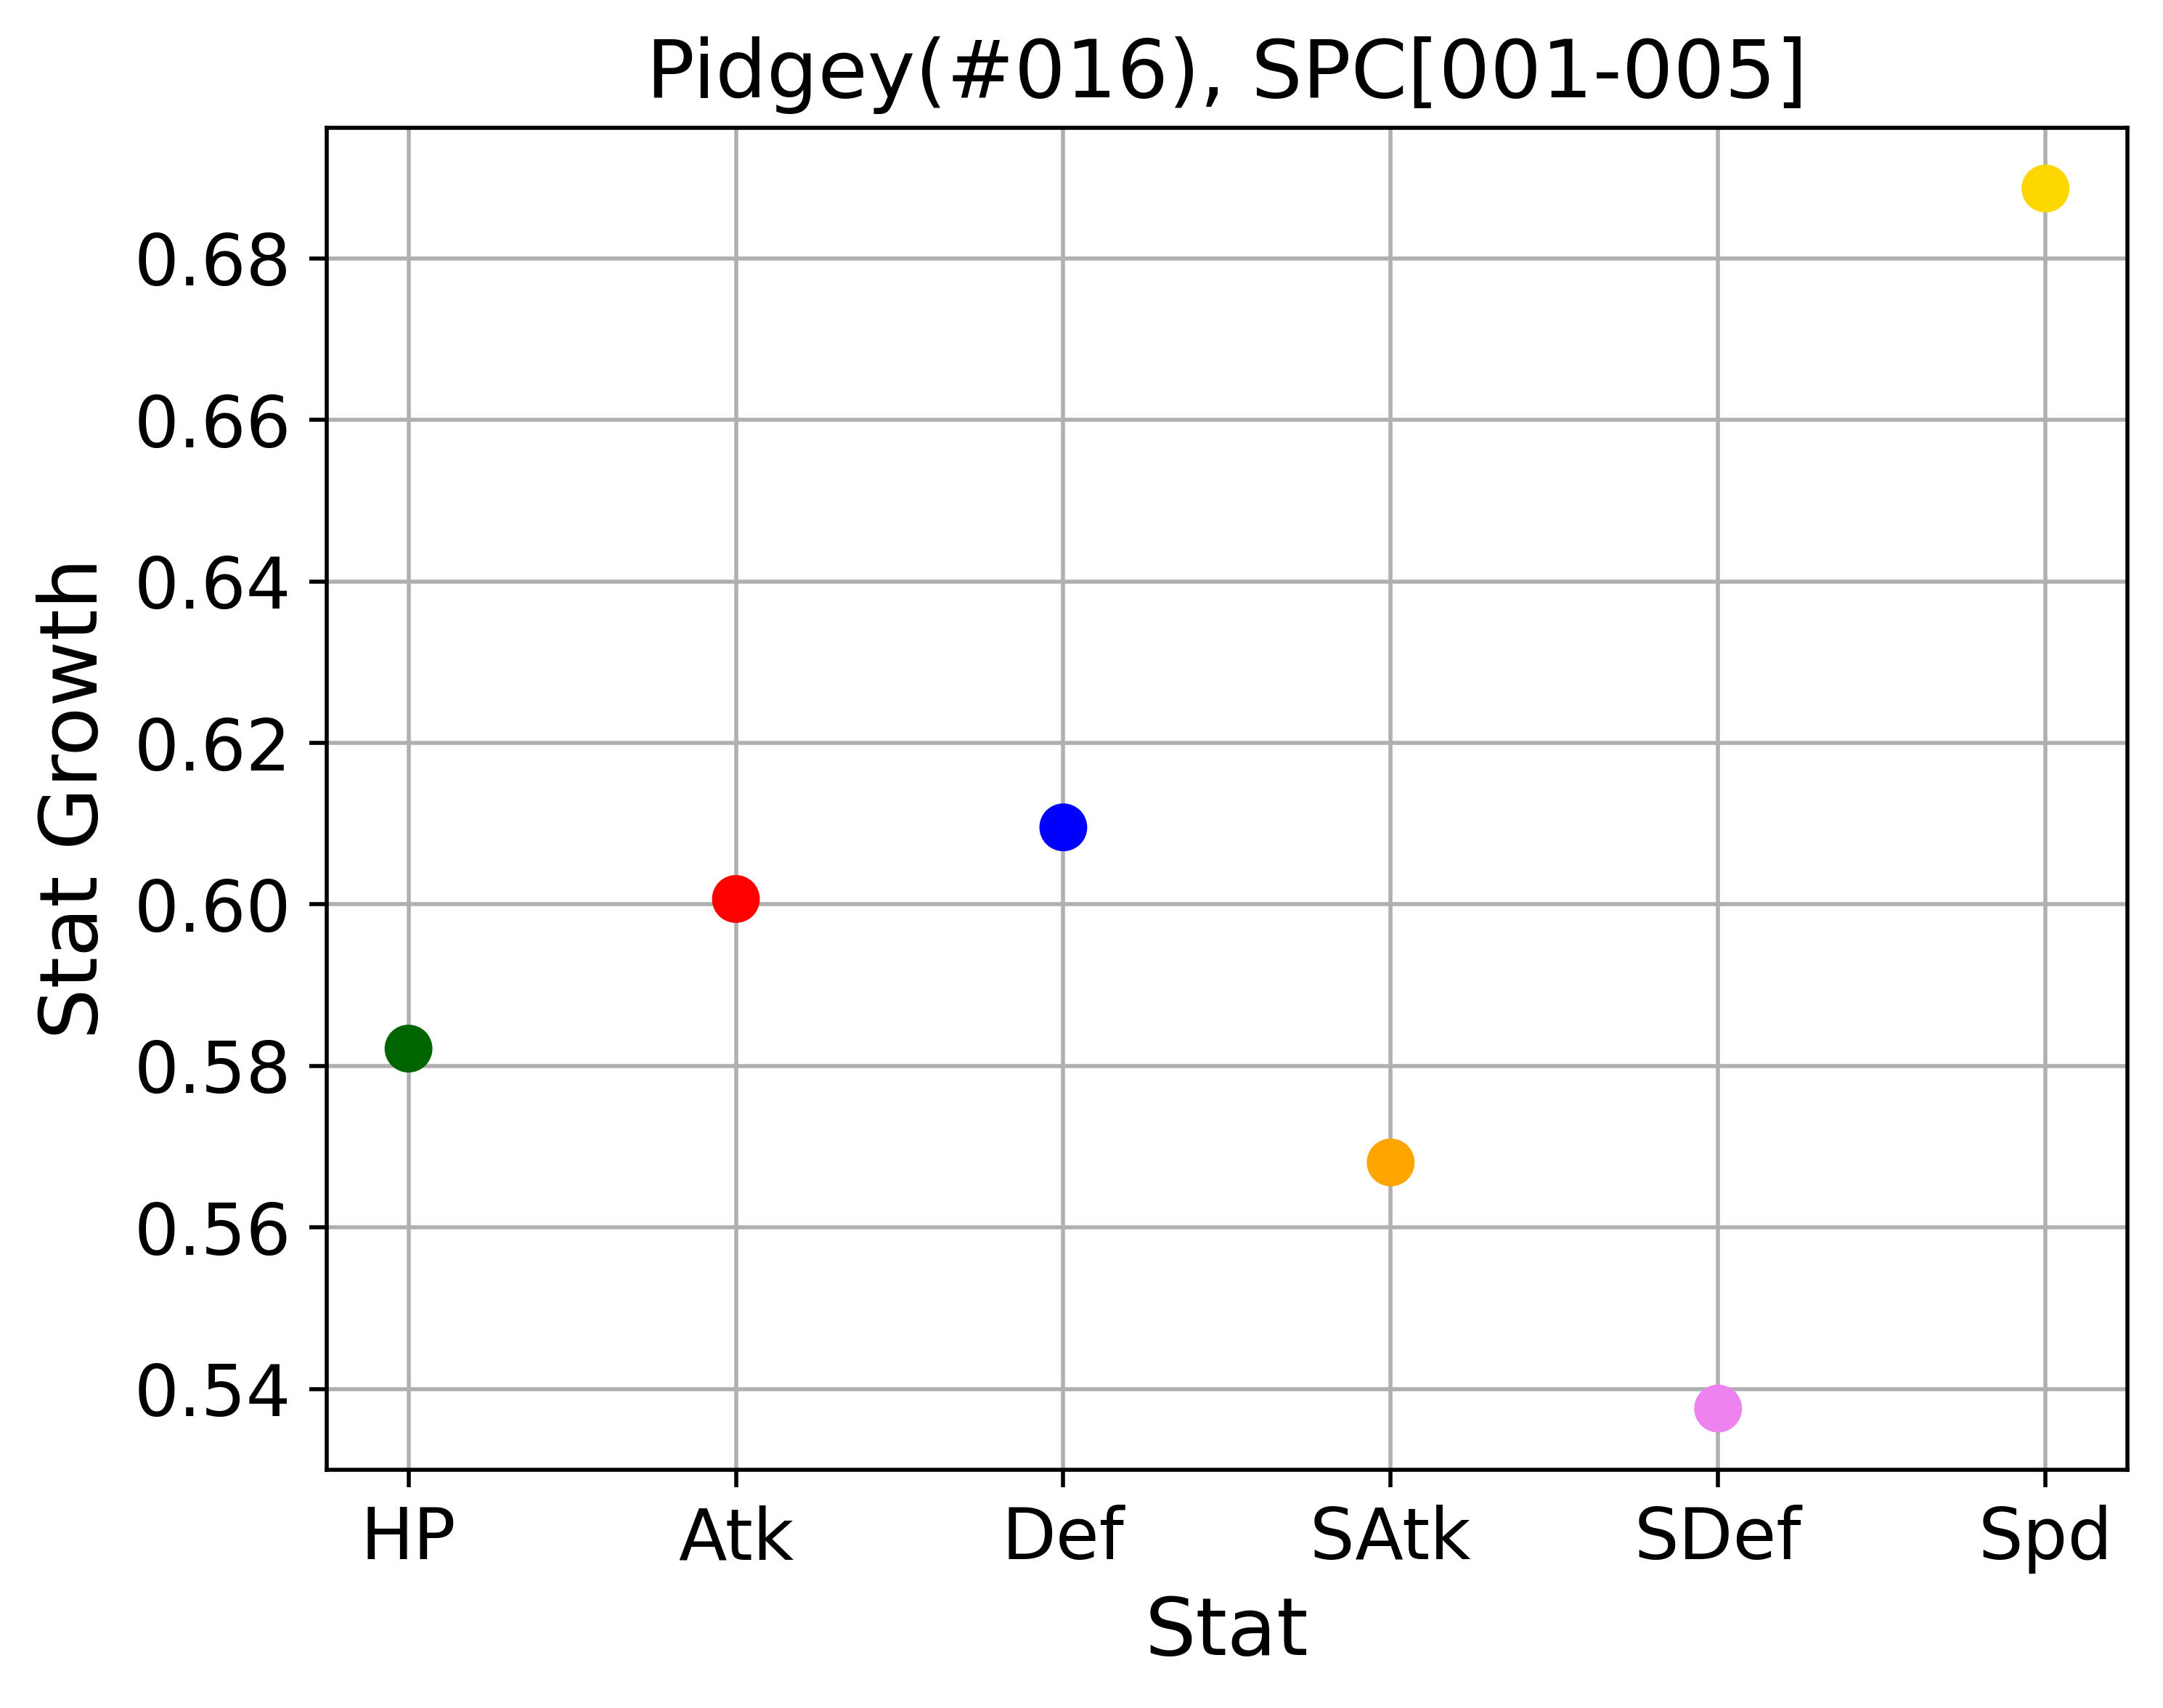 Pidgey(#016), SPC[001-005]
Stat Growth
0.68
0.66
0.64
0.62
0.60
0.58
0.56
0.54
HP Atk Def SAtk SDef Spd
Stat